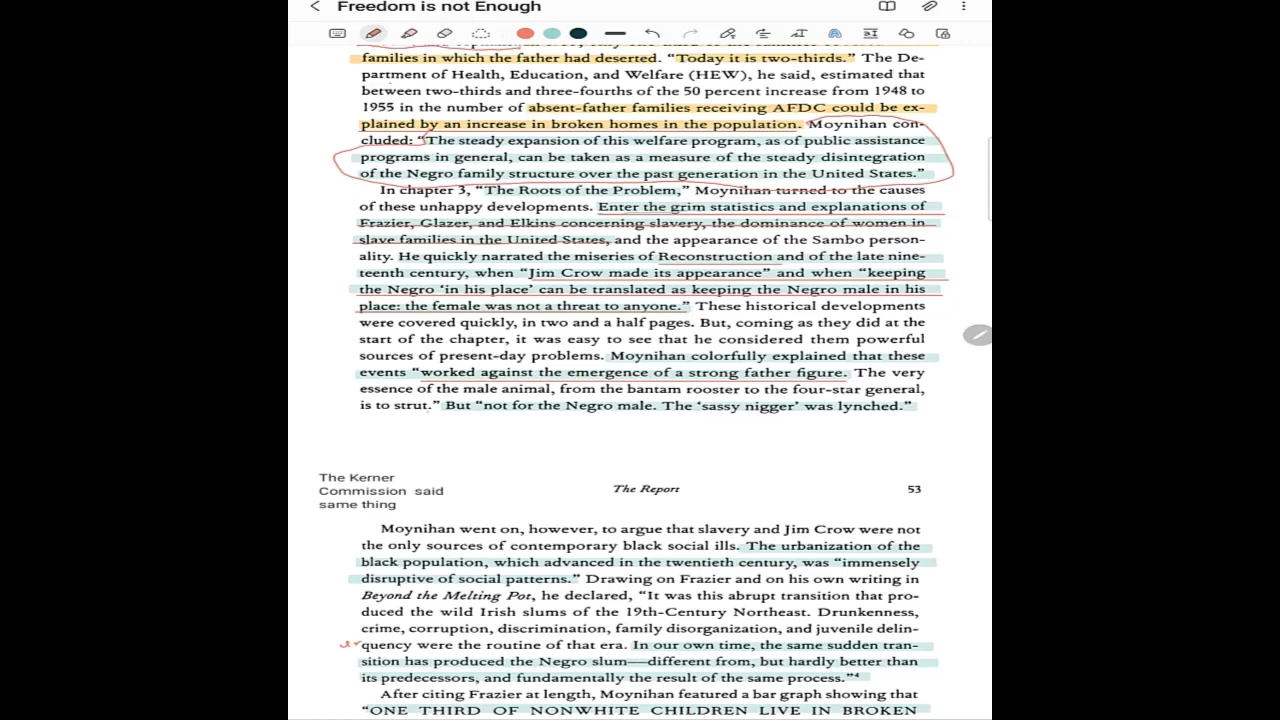 Freedom is not Enough
families in which the father had deserted. “Today it is two-thirds.” The De-
partment of Health, Education, and Welfare (HEW), he said, estimated that
between two-thirds and three-fourths of the 50 percent increase from 1948 to
1955 in the number of absent-father families receiving AFDC could be ex-
plained by an increase in broken homes in the population. Moynihan con-
cluded: “The steady expansion of this welfare program, as of public assistance
programs in general, can be taken as a measure of the steady disintegration
of the Negro family structure over the past generation in the United States.”
In chapter 3, “The Roots of the Problem,” Moynihan turned to the causes
of these unhappy developments. Enter the grim statistics and explanations of
Frazier, Glazer, and Elkins concerning slavery, the dominance of women in
slave families in the United States, and the appearance of the Sambo person-
ality. He quickly narrated the miseries of Reconstruction and of the late nine-
teenth century, when “Jim Crow made its appearance” and when “keeping
the Negro ‘in his place’ can be translated as keeping the Negro male in his
place: the female was not a threat to anyone.” These historical developments
were covered quickly, in two and a half pages. But, coming as they did at the
start of the chapter, it was easy to see that he considered them powerful
sources of present-day problems. Moynihan colorfully explained that these
events “worked against the emergence of a strong father figure. The very
essence of the male animal, from the bantam rooster to the four-star general,
is to strut.” But “not for the Negro male. The ‘sassy nigger’ was lynched.”
The Kerner
Commission said
same thing
The Report 53
Moynihan went on, however, to argue that slavery and Jim Crow were not
the only sources of contemporary black social ills. The urbanization of the
black population, which advanced in the twentieth century, was “immensely
disruptive of social patterns.” Drawing on Frazier and on his own writing in
Beyond the Melting Pot, he declared, “It was this abrupt transition that pro-
duced the wild Irish slums of the 19th-Century Northeast. Drunkenness,
crime, corruption, discrimination, family disorganization, and juvenile delin-
quency were the routine of that era. In our own time, the same sudden tran-
sition has produced the Negro slum—different from, but hardly better than
its predecessors, and fundamentally the result of the same process.”4
After citing Frazier at length, Moynihan featured a bar graph showing that
“ONE THIRD OF NONWHITE CHILDREN LIVE IN BROKEN